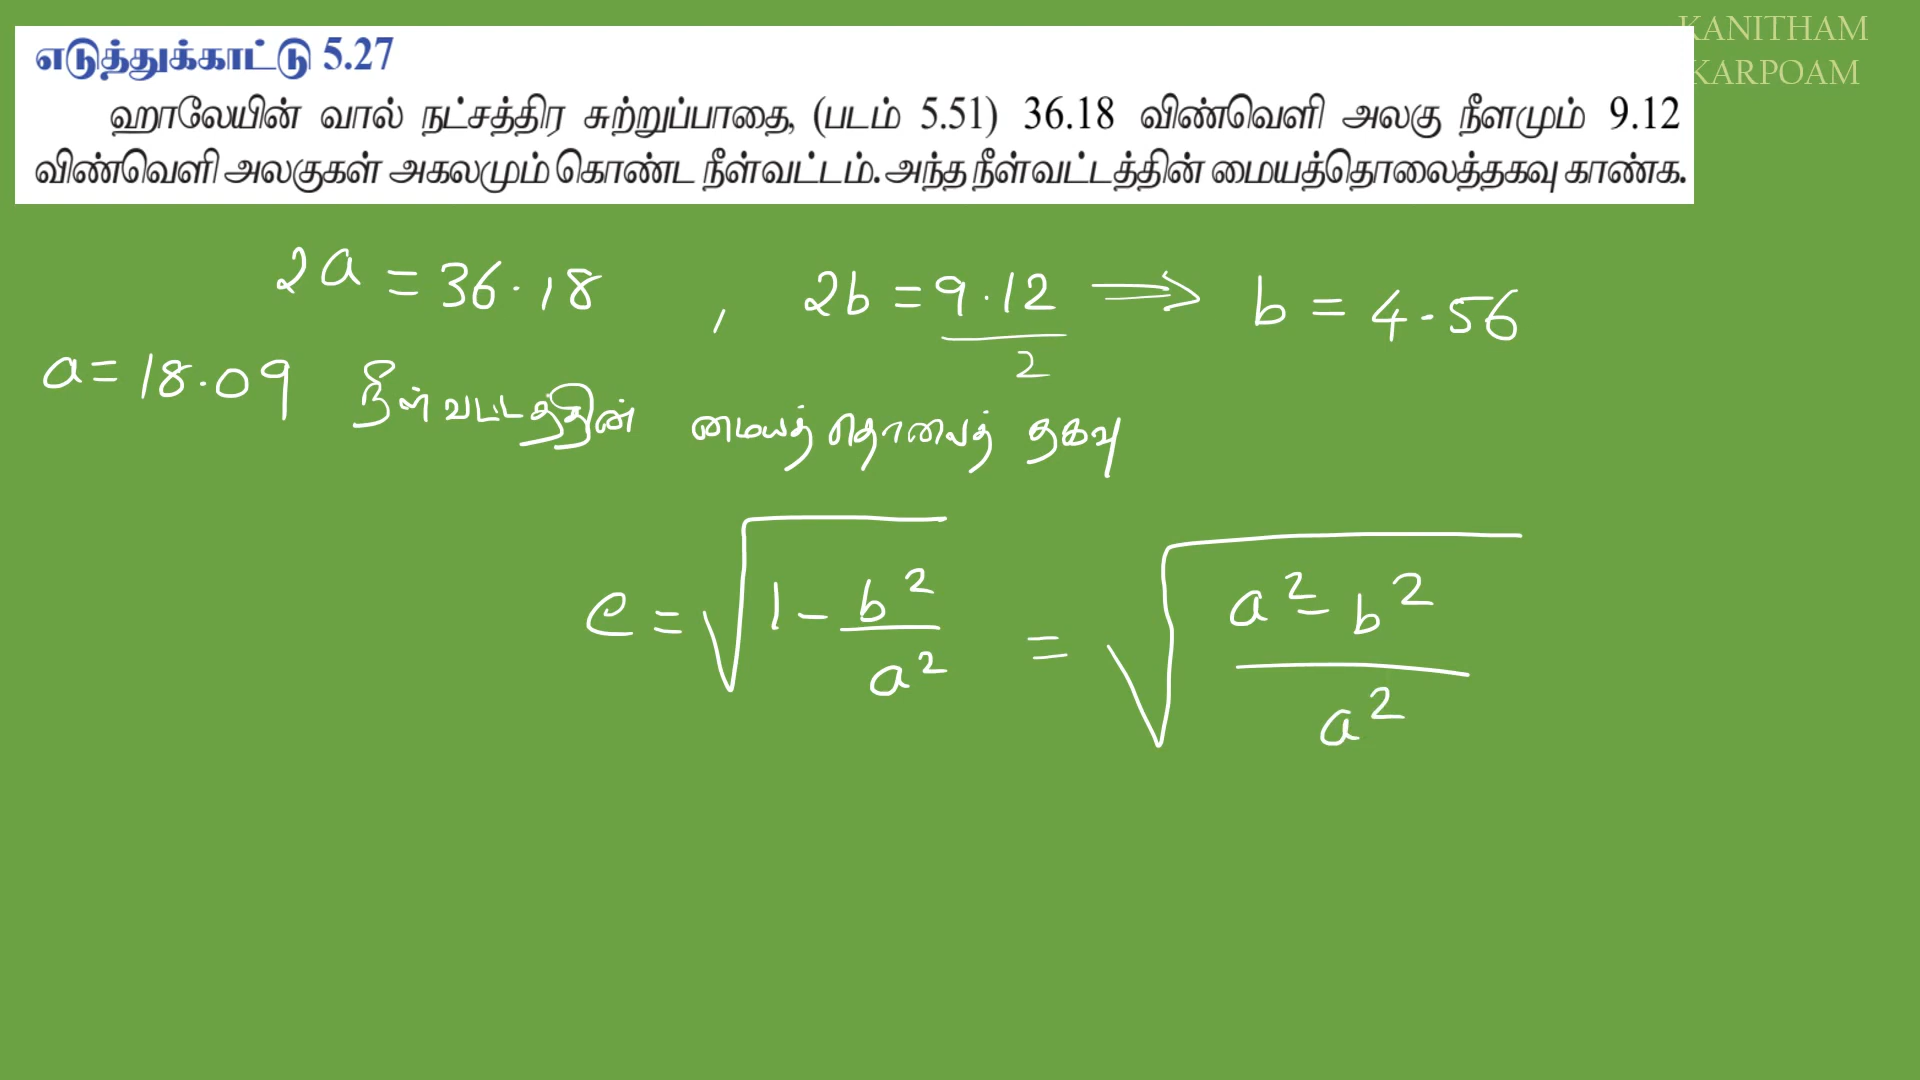 KANITHAM
KARPOAM
எடுத்துக்காட்டு 5.27
ஹாலேயின் வால் நட்சத்திர சுற்றுப்பாதை, (படம் 5.51) 36.18 விண்வெளி அலகு நீளமும் 9.12
விண்வெளி அலகுகள் அகலமும் கொண்ட நீள்வட்டம். அந்த நீள்வட்டத்தின் மையத்தொலைத்தகவு காண்க.
2a = 36.18 , 2b = 9.12/2 ⇒ b = 4.56
a = 18.09 நீள்வட்டத்தின் மையத்தொலைத் தகவு
e = √(1 - b²/a²) = √((a² - b²)/a²)